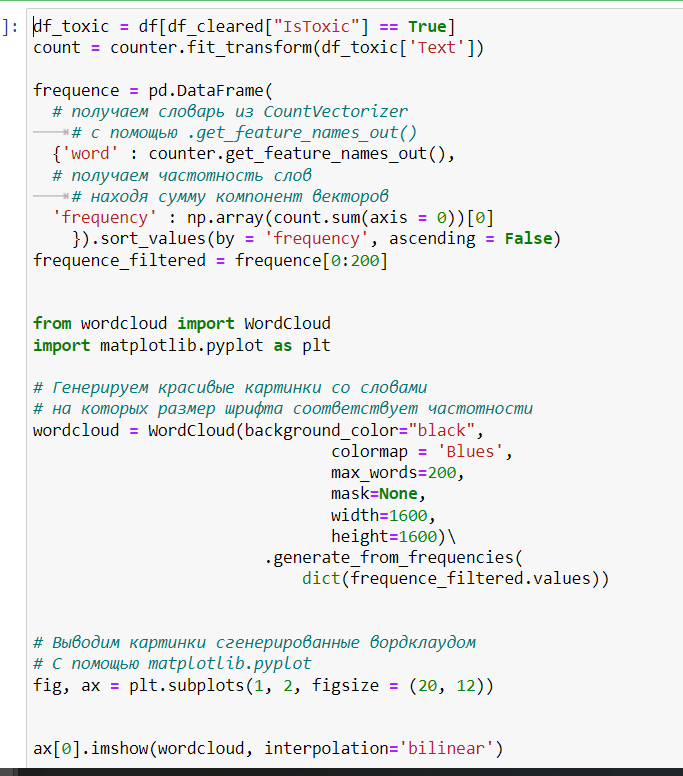 ]:
df_toxic = df[df_cleared["IsToxic"] == True]
count = counter.fit_transform(df_toxic['Text'])
frequence = pd.DataFrame(
# получаем словарь из CountVectorizer
# с помощью .get_feature_names_out()
{'word' : counter.get_feature_names_out(),
# получаем частотность слов
# находя сумму компонент векторов
'frequency' : np.array(count.sum(axis = 0))[0]
}).sort_values(by = 'frequency', ascending = False)
frequence_filtered = frequence[0:200]
from wordcloud import WordCloud
import matplotlib.pyplot as plt
# Генерируем красивые картинки со словами
# на которых размер шрифта соответствует частотности
wordcloud = WordCloud(background_color="black",
colormap = 'Blues',
max_words=200,
mask=None,
width=1600,
height=1600)\
.generate_from_frequencies(
dict(frequence_filtered.values))
# Выводим картинки сгенерированные вордклаудом
# С помощью matplotlib.pyplot
fig, ax = plt.subplots(1, 2, figsize = (20, 12))
ax[0].imshow(wordcloud, interpolation='bilinear')